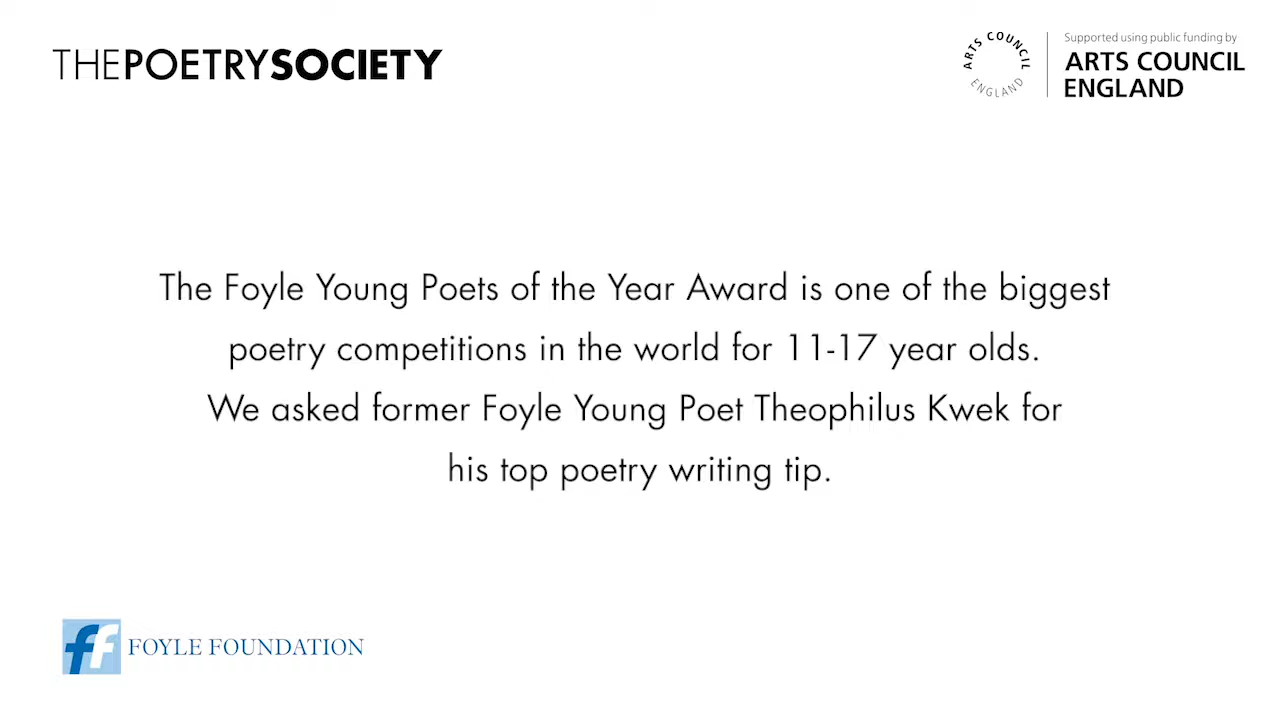 THEPOETRYSOCIETY
ARTS COUNCIL ENGLAND
Supported using public funding by
ARTS COUNCIL
ENGLAND
The Foyle Young Poets of the Year Award is one of the biggest
poetry competitions in the world for 11-17 year olds.
We asked former Foyle Young Poet Theophilus Kwek for
his top poetry writing tip.
ff FOYLE FOUNDATION